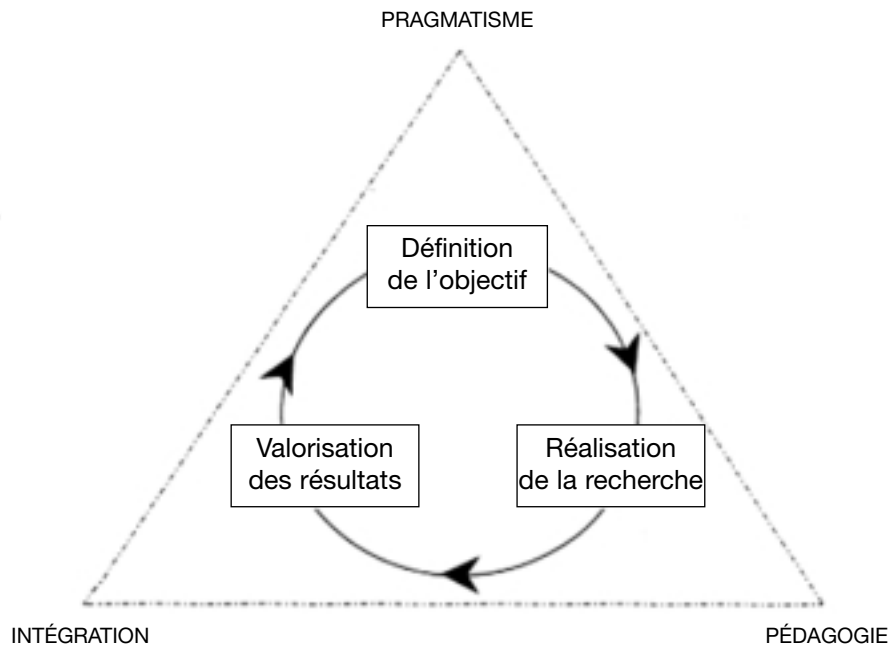 PRAGMATISME
Définition
de l’objectif
Valorisation
des résultats
Réalisation
de la recherche
INTÉGRATION
PÉDAGOGIE